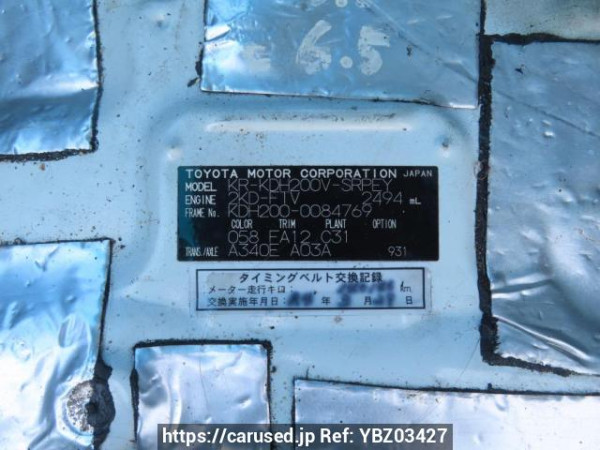 6.5
TOYOTA MOTOR CORPORATION JAPAN
MODEL KR-KDH200V-SRPEY
ENGINE 2KD-FTV 2494 mL
FRAME No. KDH200-0084769
COLOR TRIM PLANT OPTION
058 FA12 C31
TRANS./AXLE A340E A03A 931
タイミングベルト交換記録
メーター走行キロ: km
交換実施年月日: 年 月 日
https://carused.jp Ref: YBZ03427